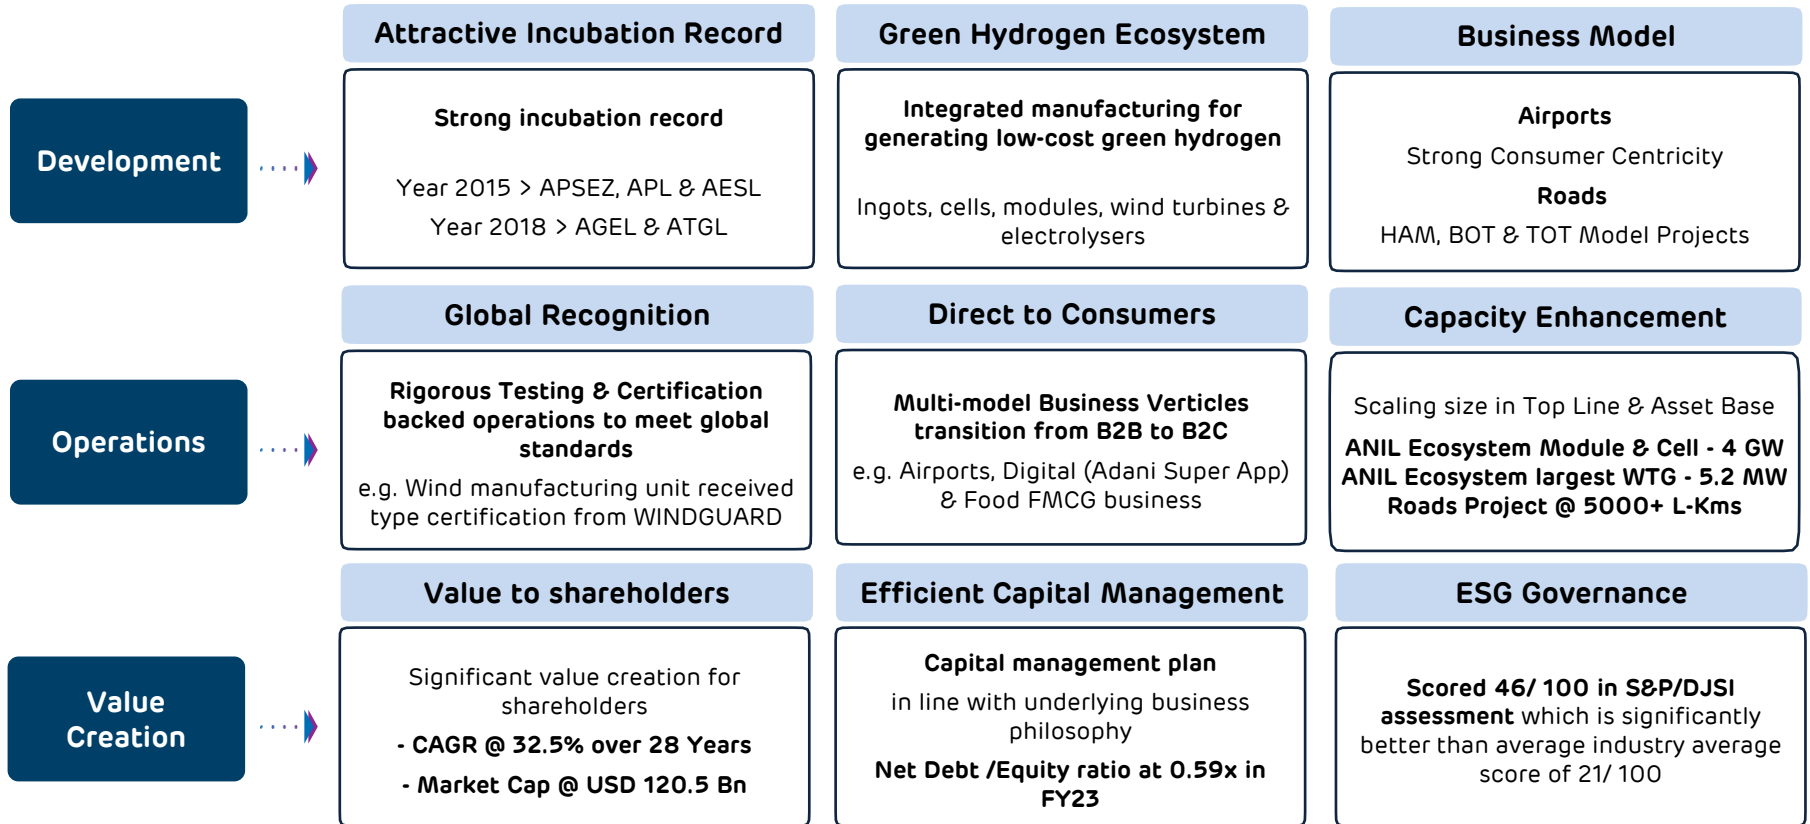 Attractive Incubation Record
Green Hydrogen Ecosystem
Business Model
Development
Strong incubation record
Year 2015 > APSEZ, APL & AESL
Year 2018 > AGEL & ATGL
Integrated manufacturing for
generating low-cost green hydrogen
Ingots, cells, modules, wind turbines &
electrolysers
Airports
Strong Consumer Centricity
Roads
HAM, BOT & TOT Model Projects
Global Recognition
Direct to Consumers
Capacity Enhancement
Operations
Rigorous Testing & Certification
backed operations to meet global
standards
e.g. Wind manufacturing unit received
type certification from WINDGUARD
Multi-model Business Verticles
transition from B2B to B2C
e.g. Airports, Digital (Adani Super App)
& Food FMCG business
Scaling size in Top Line & Asset Base
ANIL Ecosystem Module & Cell - 4 GW
ANIL Ecosystem largest WTG - 5.2 MW
Roads Project @ 5000+ L-Kms
Value to shareholders
Efficient Capital Management
ESG Governance
Value
Creation
Significant value creation for
shareholders
- CAGR @ 32.5% over 28 Years
- Market Cap @ USD 120.5 Bn
Capital management plan
in line with underlying business
philosophy
Net Debt /Equity ratio at 0.59x in
FY23
Scored 46/ 100 in S&P/DJSI
assessment which is significantly
better than average industry average
score of 21/ 100